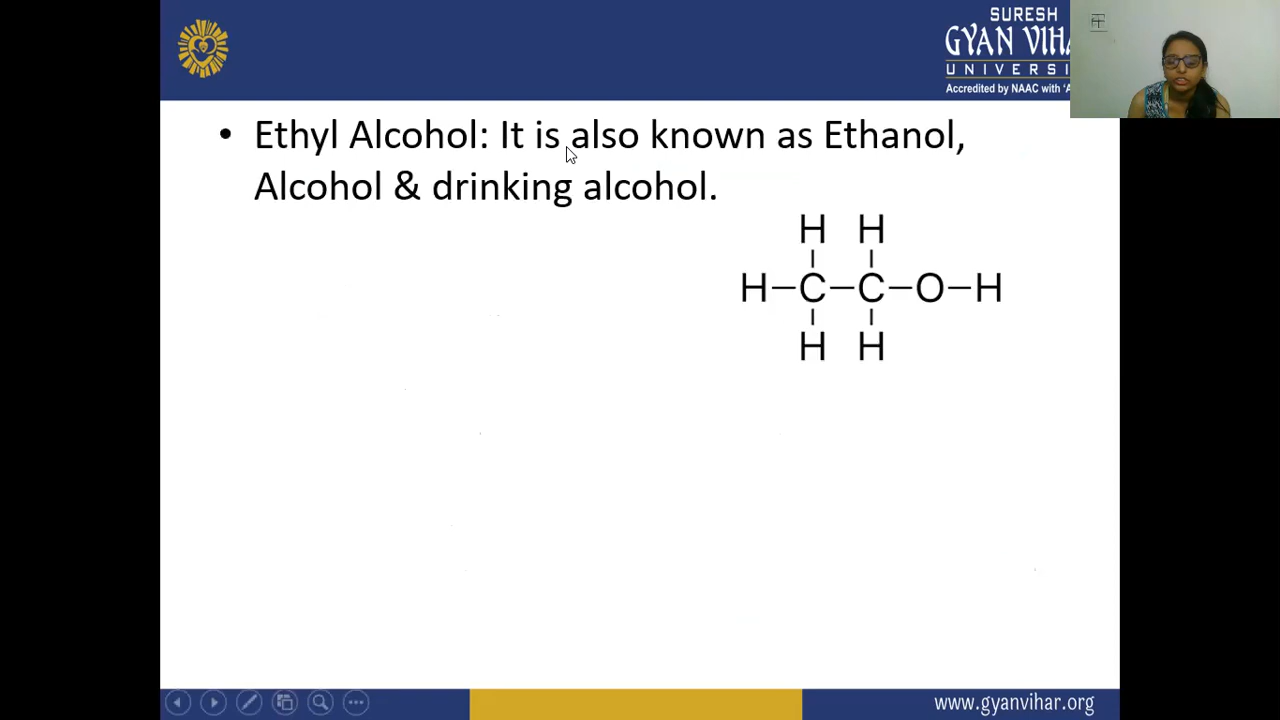 SURESH
GYAN VIHA
UNIVERSI
Accredited by NAAC with 'A
• Ethyl Alcohol: It is also known as Ethanol,
Alcohol & drinking alcohol.
H H
H–C–C–O–H
H H
www.gyanvihar.org